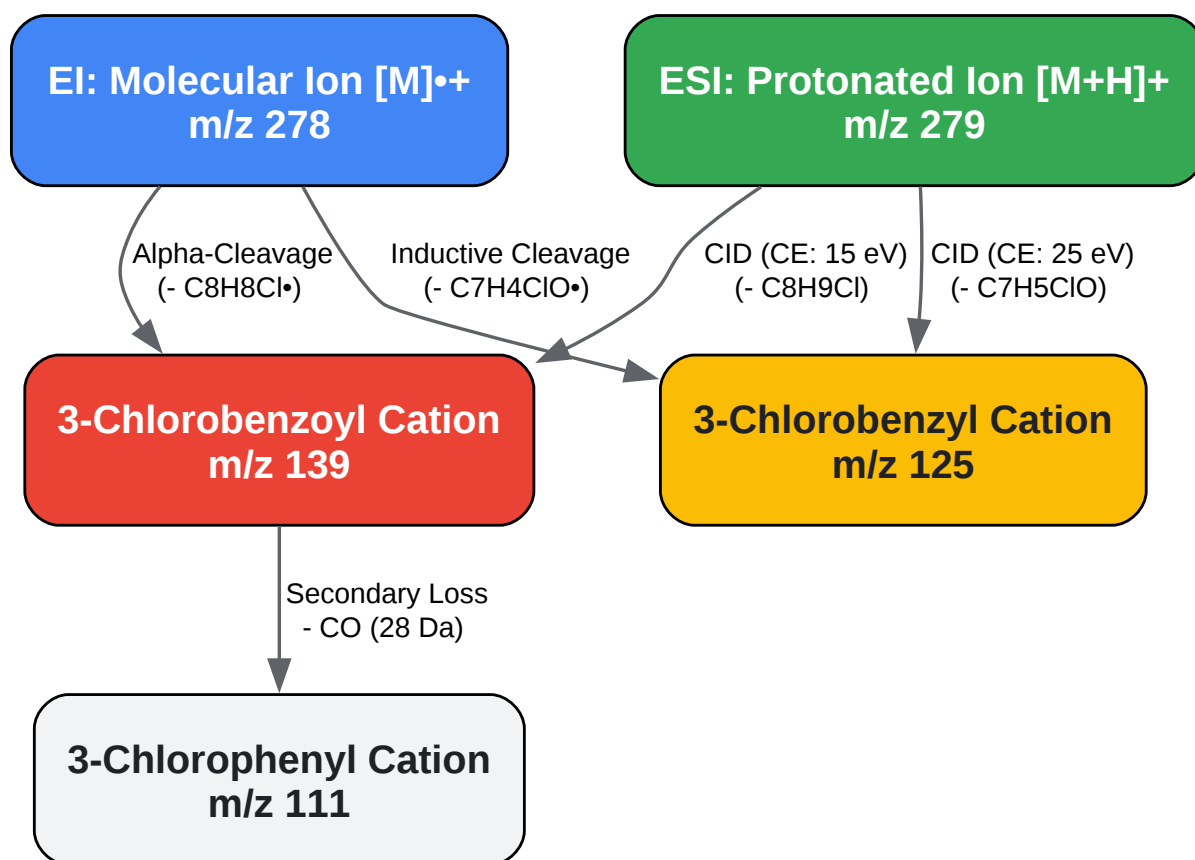 EI: Molecular Ion [M]•+
m/z 278
ESI: Protonated Ion [M+H]+
m/z 279
Alpha-Cleavage
(- C8H8Cl•)
Inductive Cleavage
(- C7H4ClO•)
CID (CE: 15 eV)
(- C8H9Cl)
CID (CE: 25 eV)
(- C7H5ClO)
3-Chlorobenzoyl Cation
m/z 139
3-Chlorobenzyl Cation
m/z 125
Secondary Loss
- CO (28 Da)
3-Chlorophenyl Cation
m/z 111